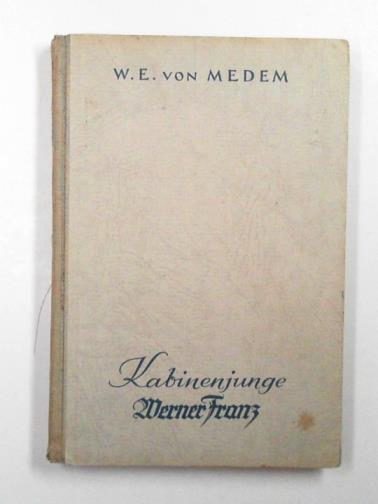 W. E. VON MEDEM
Kabinenjunge
Werner Franz